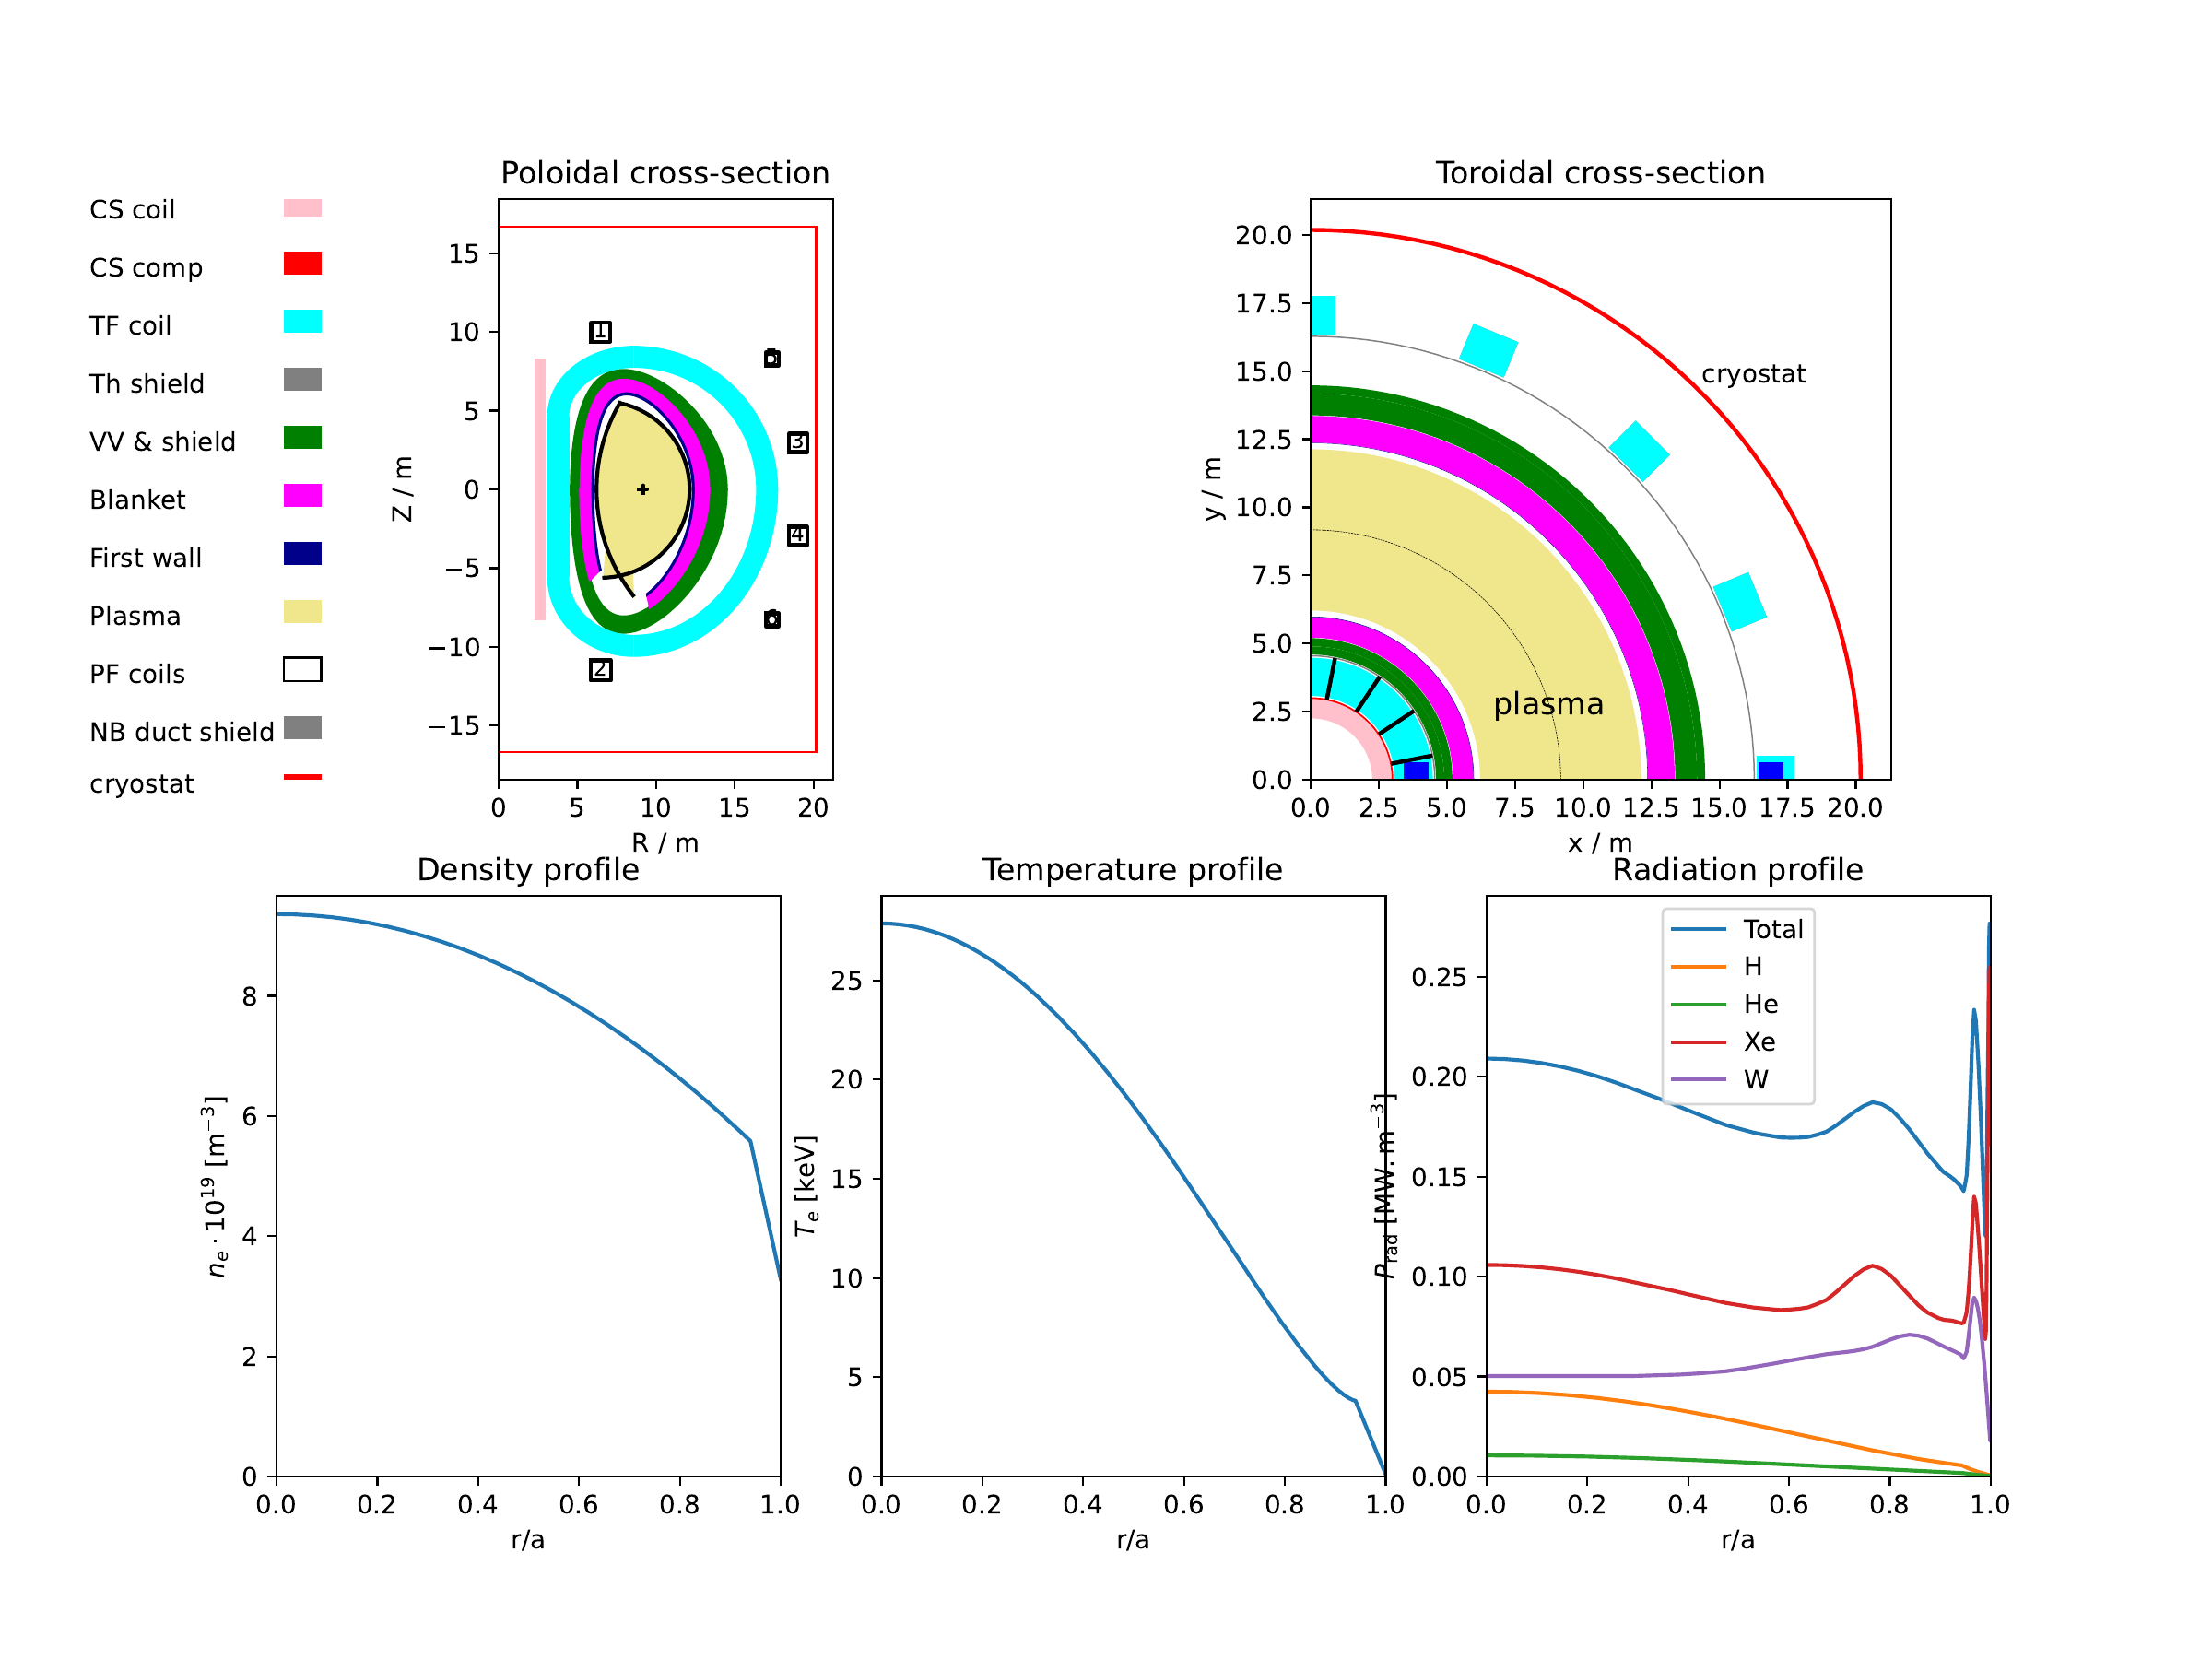 CS coil
CS comp
TF coil
Th shield
VV & shield
Blanket
First wall
Plasma
PF coils
NB duct shield
cryostat
Poloidal cross-section
15
10
5
0
−5
−10
−15
Z / m
1
3
4
2
0 5 10 15 20
R / m
Toroidal cross-section
20.0
17.5
15.0
12.5
10.0
7.5
5.0
2.5
0.0
y / m
cryostat
plasma
0.0 2.5 5.0 7.5 10.0 12.5 15.0 17.5 20.0
x / m
Density profile
8
6
4
2
0
$n_e \cdot 10^{19}$ [m$^{-3}$]
0.0 0.2 0.4 0.6 0.8 1.0
r/a
Temperature profile
25
20
15
10
5
0
$T_e$ [keV]
0.0 0.2 0.4 0.6 0.8 1.0
r/a
Radiation profile
Total
H
He
Xe
W
0.25
0.20
0.15
0.10
0.05
0.00
$P_{\mathrm{rad}}$ [MW.m$^{-3}$]
0.0 0.2 0.4 0.6 0.8 1.0
r/a